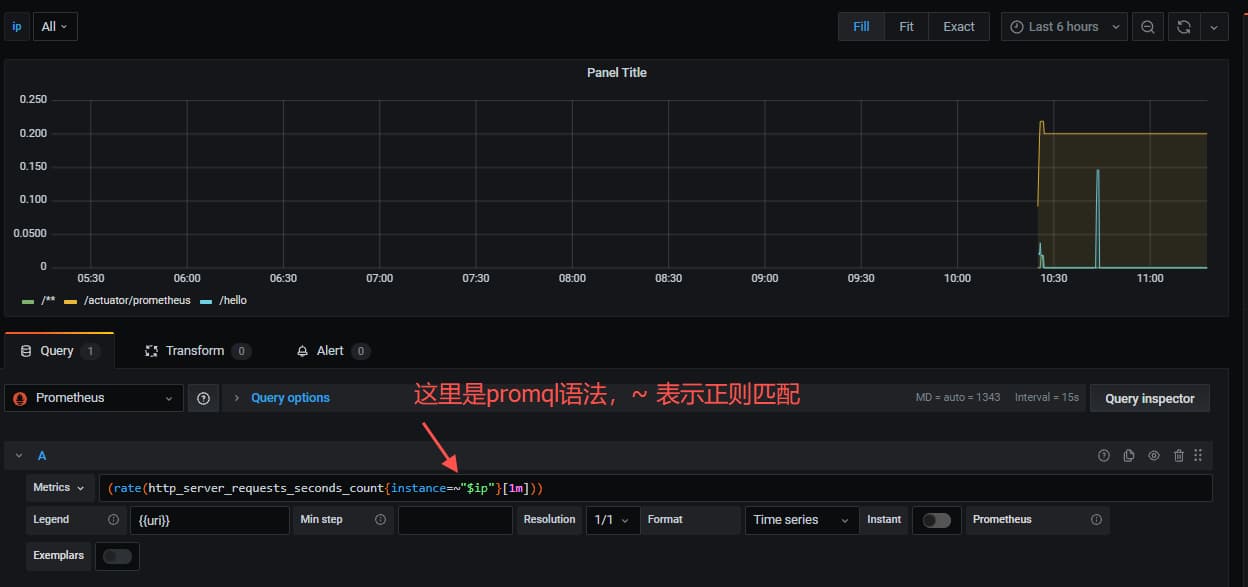 ip All Fill Fit Exact Last 6 hours
Panel Title
0.250
0.200
0.150
0.100
0.0500
0
05:30 06:00 06:30 07:00 07:30 08:00 08:30 09:00 09:30 10:00 10:30 11:00
/** /actuator/prometheus /hello
Query 1 Transform 0 Alert 0
这里是promql语法，~ 表示正则匹配
Prometheus Query options MD = auto = 1343 Interval = 15s Query inspector
A
Metrics (rate(http_server_requests_seconds_count{instance=~"$ip"}[1m]))
Legend {{uri}} Min step Resolution 1/1 Format Time series Instant Prometheus
Exemplars